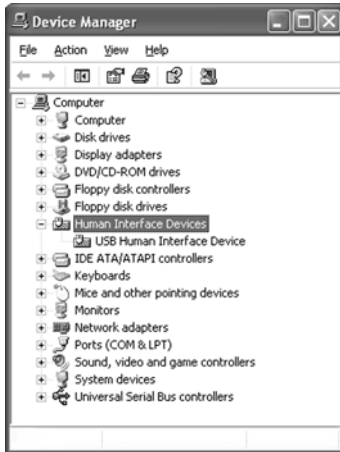 Device Manager
File Action View Help
Computer
Computer
Disk drives
Display adapters
DVD/CD-ROM drives
Floppy disk controllers
Floppy disk drives
Human Interface Devices
USB Human Interface Device
IDE ATA/ATAPI controllers
Keyboards
Mice and other pointing devices
Monitors
Network adapters
Ports (COM & LPT)
Sound, video and game controllers
System devices
Universal Serial Bus controllers